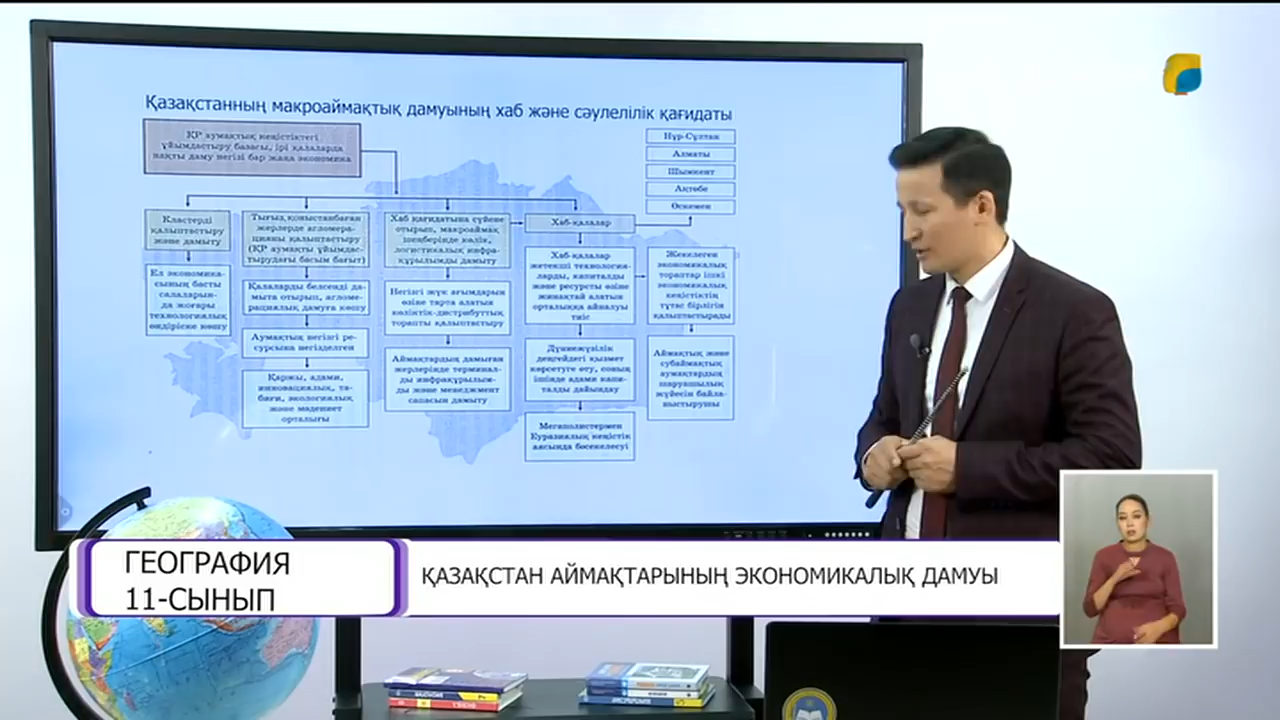 Қазақстанның макроаймақтық дамуының хаб және сәулелілік қағидаты
ҚР аумақтық кеңістіктегі
ұйымдастыру базасы, ірі қалаларда
нақты даму негізі бар жаңа экономика
Нұр-Сұлтан
Алматы
Шымкент
Ақтөбе
Өскемен
Кластерді
қалыптастыру
және дамыту
Тығыз қоныстанбаған
жерлерде агломера-
цияны қалыптастыру
(ҚР аумақты ұйымдас-
тырудағы басым бағыт)
Хаб қағидатына сүйене
отырып, макроаймақ
шеңберінде көлік,
логистикалық инфра-
құрылымды дамыту
Хаб-қалалар
Ел экономика-
сының басты
салаларын-
да жоғары
технологиялық
өндіріске көшу
Қалаларды белсенді да-
мыта отырып, агломе-
рациялық дамуға көшу
Аумақтың негізгі ре-
сурсына негізделген
Қаржы, адами,
инновациялық, та-
биғи, экологиялық
және мәдениет
орталығы
Негізгі жүк ағымдарын
өзіне тарта алатын
көліктік-дистрибуттық
торапты қалыптастыру
Аймақтардың дамыған
жерлерінде терминал-
ды инфрақұрылым-
ды және менеджмент
сапасын дамыту
Хаб-қалалар
жетекші технология-
ларды, капиталды
және ресурсты өзіне
жинақтай алатын
орталыққа айналуы
тиіс
Дүниежүзілік
деңгейдегі қызмет
көрсетуге өту, соның
ішінде адами капи-
талды дайындау
Мегаполистермен
Еуразиялық кеңістік
аясында бәсекелесуі
Жекелеген
экономикалық
тораптар ішкі
экономикалық
кеңістіктің
тұтас бірлігін
қалыптастырады
Аймақтық және
субаймақтық
аумақтардың
шаруашылық
жүйесін байла-
ныстырушы
ГЕОГРАФИЯ
11-СЫНЫП
ҚАЗАҚСТАН АЙМАҚТАРЫНЫҢ ЭКОНОМИКАЛЫҚ ДАМУЫ